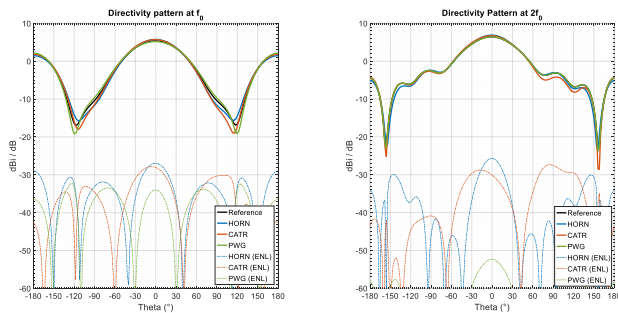 Directivity pattern at f0
10
0
-10
-20
-30
-40
-50
-60
dBi / dB
-180 -120 -90 -60 -30 0 30 60 90 120 180
Theta (°)
Reference
HORN
CATR
PWG
HORN (ENL)
CATR (ENL)
PWG (ENL)
Directivity Pattern at 2f0
10
0
-10
-20
-30
-40
-50
-60
dBi / dB
-180 -150 -120 -90 -60 -30 0 30 60 90 120 150 180
Theta (°)
Reference
HORN
CATR
PWG
HORN (ENL)
CATR (ENL)
PWG (ENL)